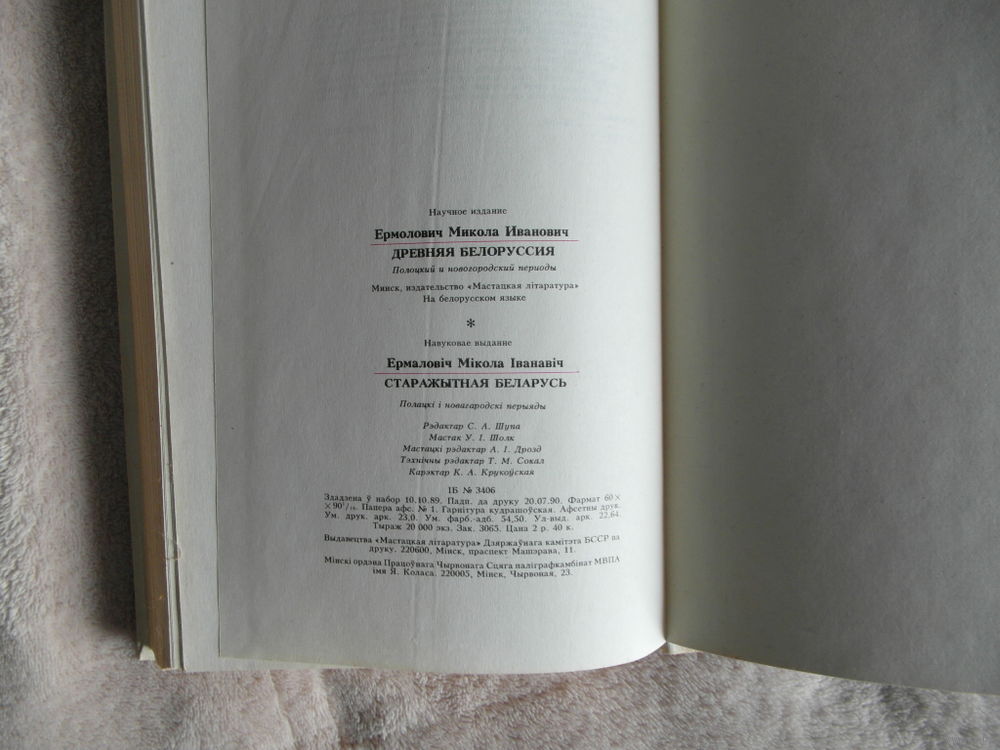 Научное издание
Ермолович Микола Иванович
ДРЕВНЯЯ БЕЛОРУССИЯ
Полоцкий и новогородский периоды
Минск, издательство «Мастацкая літаратура»
На белорусском языке
*
Навуковае выданне
Ермаловіч Мікола Іванавіч
СТАРАЖЫТНАЯ БЕЛАРУСЬ
Полацкі і новагародскі перыяды
Рэдактар С. А. Шупа
Мастак У. І. Шолк
Мастацкі рэдактар А. І. Дрозд
Тэхнічны рэдактар Т. М. Сокал
Карэктар К. А. Крукоўская
ІБ № 3406
Здадзена ў набор 10.10.89. Падп. да друку 20.07.90. Фармат 60×
×90¹/₁₆. Папера афс. № 1. Гарнітура кудрашоўская. Афсетны друк.
Ум. друк. арк. 23,0. Ум. фарб.-адб. 54,50. Ул-выд. арк. 22,64.
Тыраж 20 000 экз. Зак. 3065. Цана 2 р. 40 к.
Выдавецтва «Мастацкая літаратура» Дзяржаўнага камітэта БССР па
друку. 220600, Мінск, праспект Машэрава, 11.
Мінскі ордэна Працоўнага Чырвонага Сцяга паліграфкамбінат МВПА
імя Я. Коласа. 220005, Мінск, Чырвоная, 23.